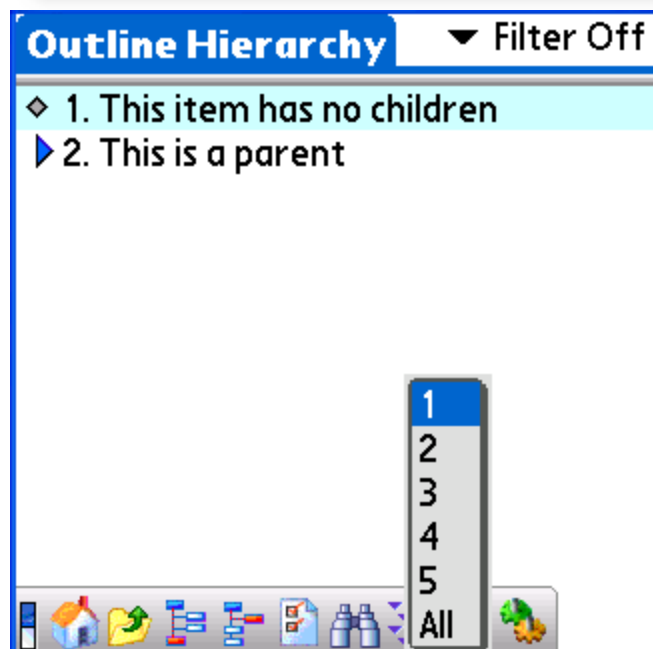 Outline Hierarchy
Filter Off
1. This item has no children
2. This is a parent
1
2
3
4
5
All